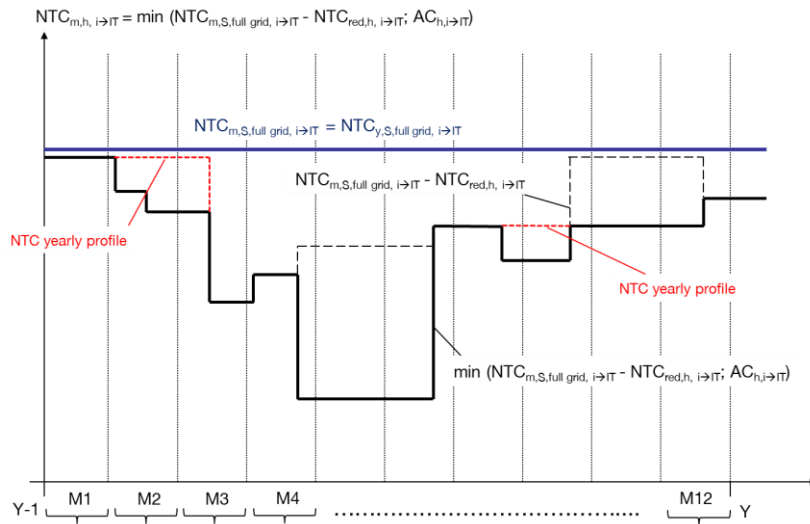 NTCm,h, i→IT = min (NTCm,S,full grid, i→IT - NTCred,h, i→IT; ACh,i→IT)
NTCm,S,full grid, i→IT = NTCy,S,full grid, i→IT
NTCm,S,full grid, i→IT - NTCred,h, i→IT
NTC yearly profile
NTC yearly profile
min (NTCm,S,full grid, i→IT - NTCred,h, i→IT; ACh,i→IT)
Y-1 M1 M2 M3 M4 M12 Y